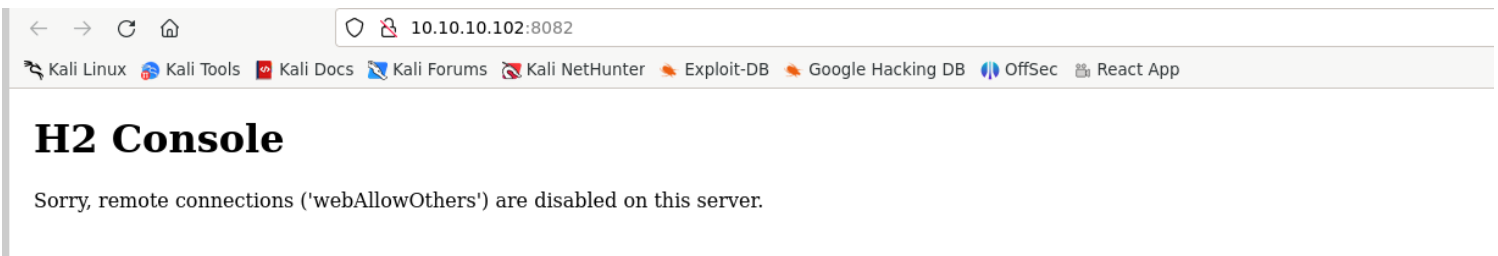 10.10.10.102:8082
Kali Linux Kali Tools Kali Docs Kali Forums Kali NetHunter Exploit-DB Google Hacking DB OffSec React App
H2 Console
Sorry, remote connections ('webAllowOthers') are disabled on this server.